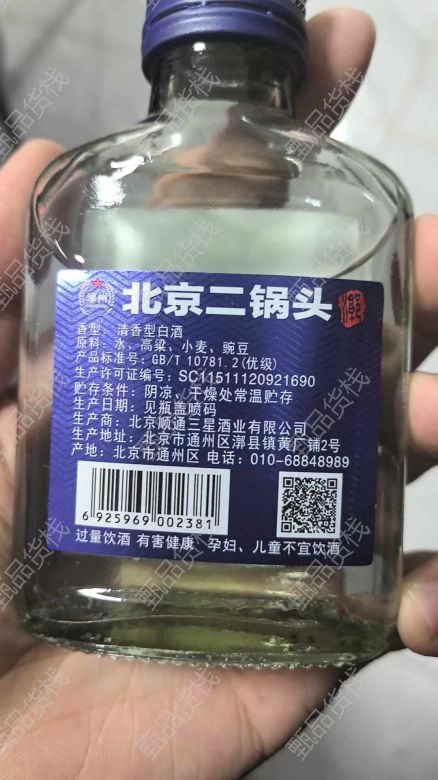 漷州
北京二锅头
香型：清香型白酒
原料：水、高粱、小麦、豌豆
产品标准号：GB/T 10781.2(优级)
生产许可证编号：SC11511120921690
贮存条件：阴凉、干燥处常温贮存
生产日期：见瓶盖喷码
生产商：北京顺通三星酒业有限公司
生产地址：北京市通州区漷县镇黄厂铺2号
产地：北京市通州区 电话：010-68848989
6 925969 002381
过量饮酒 有害健康 孕妇、儿童不宜饮酒
甄品货栈